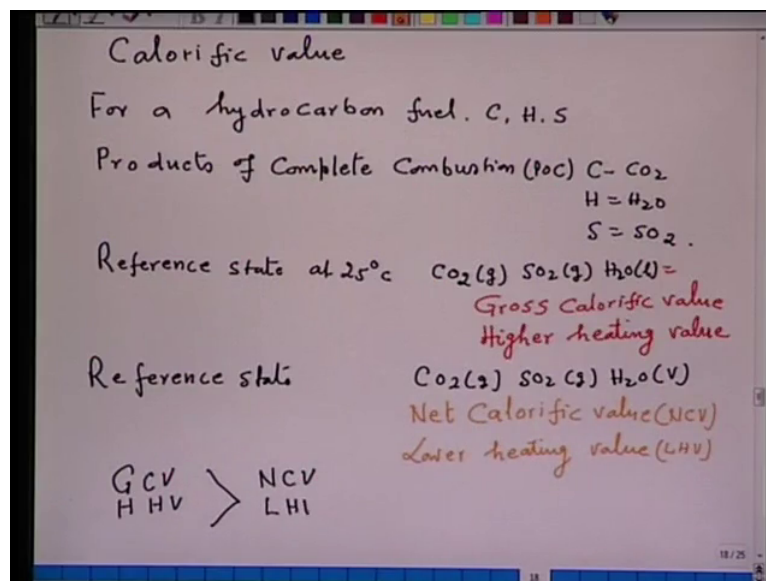 Calorific value
For a hydrocarbon fuel. C, H. S
Products of Complete Combustion (POC) C - CO2
H = H2O
S = SO2.
Reference state at 25°c CO2(g) SO2(g) H2O(l) =
Gross Calorific value
Higher heating value
Reference state CO2(g) SO2(g) H2O(V)
Net Calorific value (NCV)
Lower heating value (LHV)
GCV > NCV
HHV LHI
18/25
18